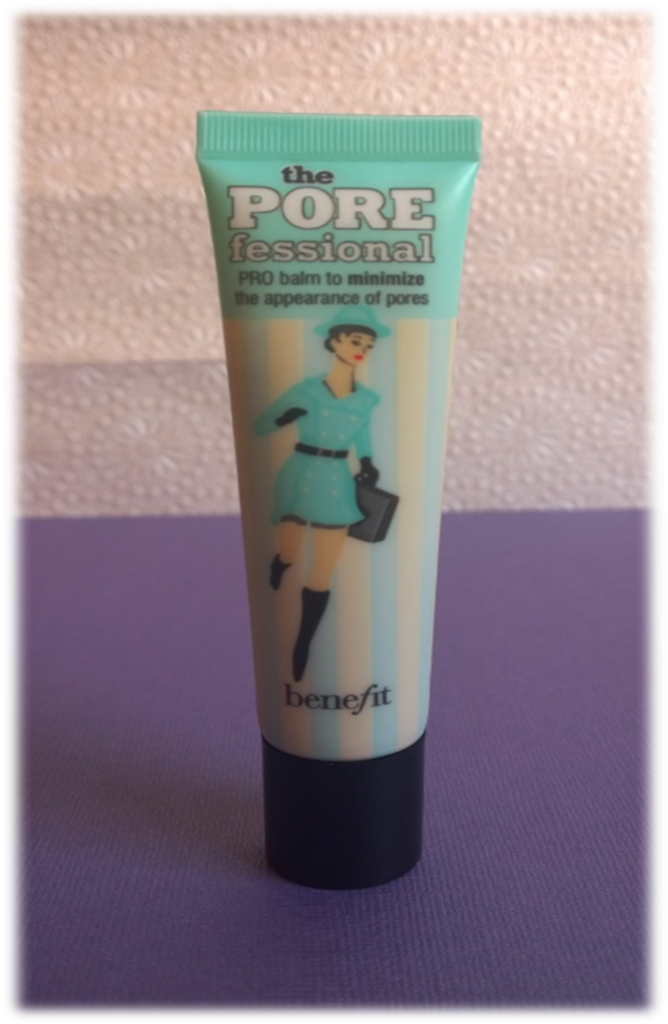 the
PORE
fessional
PRO balm to minimize
the appearance of pores
benefit